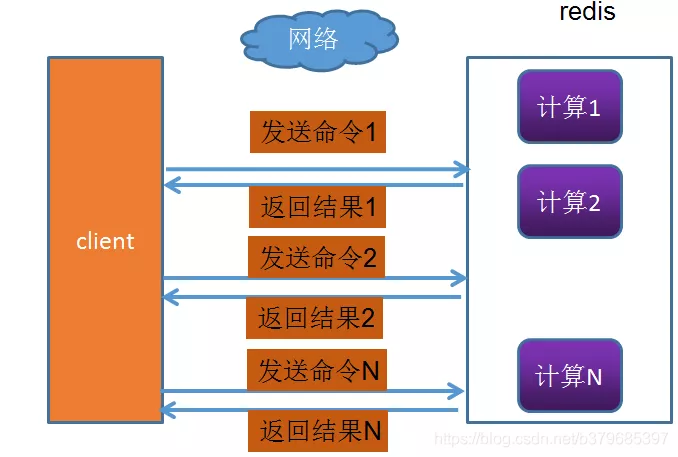 redis
网络
计算1
发送命令1
返回结果1
计算2
client
发送命令2
返回结果2
发送命令N
计算N
返回结果N
https://blog.csdn.net/b379685397